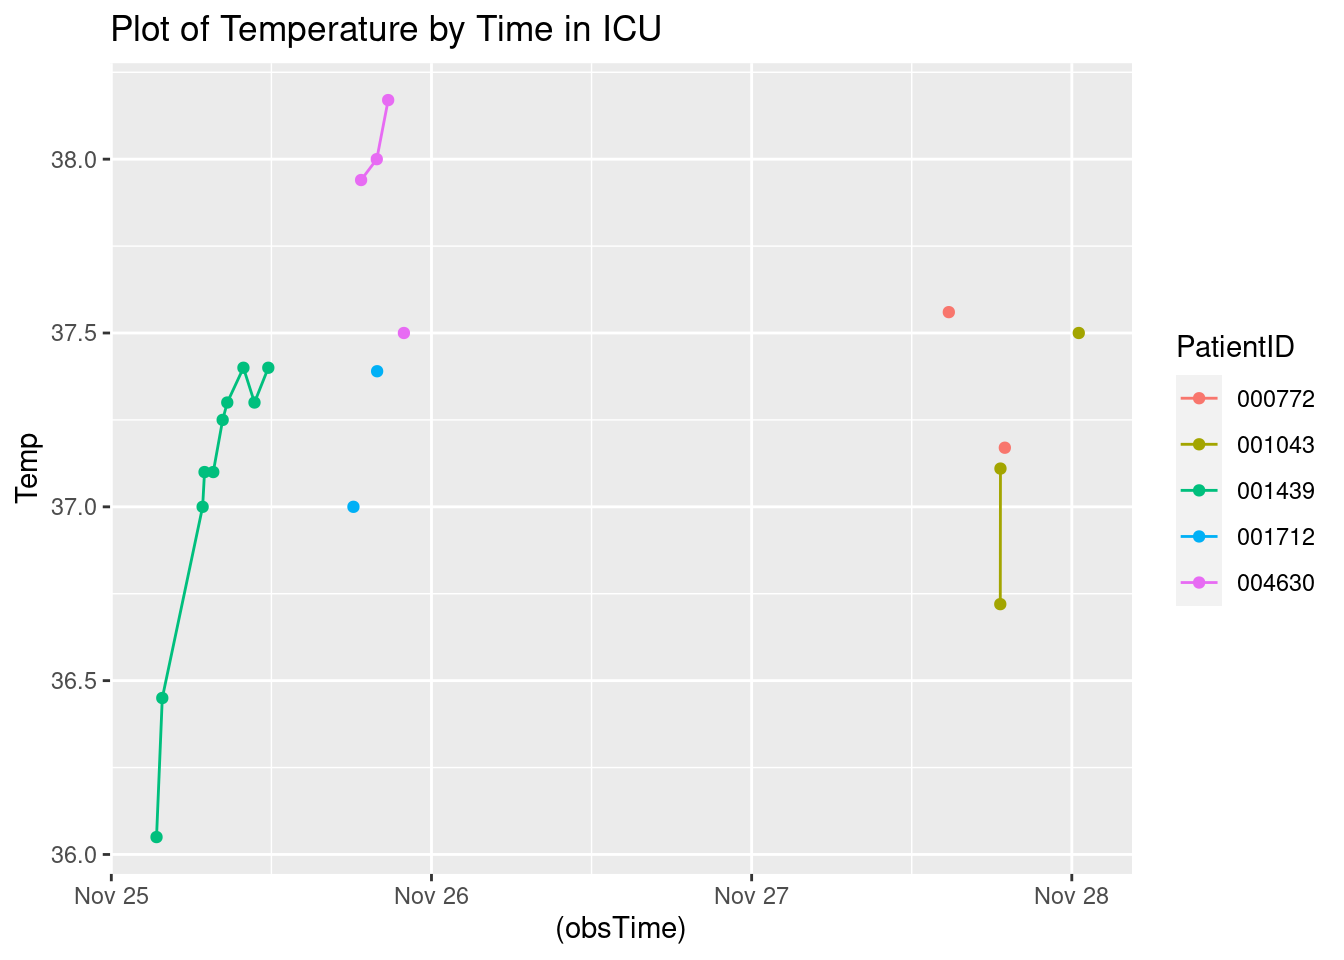 Plot of Temperature by Time in ICU
38.0
37.5
37.0
36.5
36.0
Temp
Nov 25
Nov 26
Nov 27
Nov 28
(obsTime)
PatientID
000772
001043
001439
001712
004630